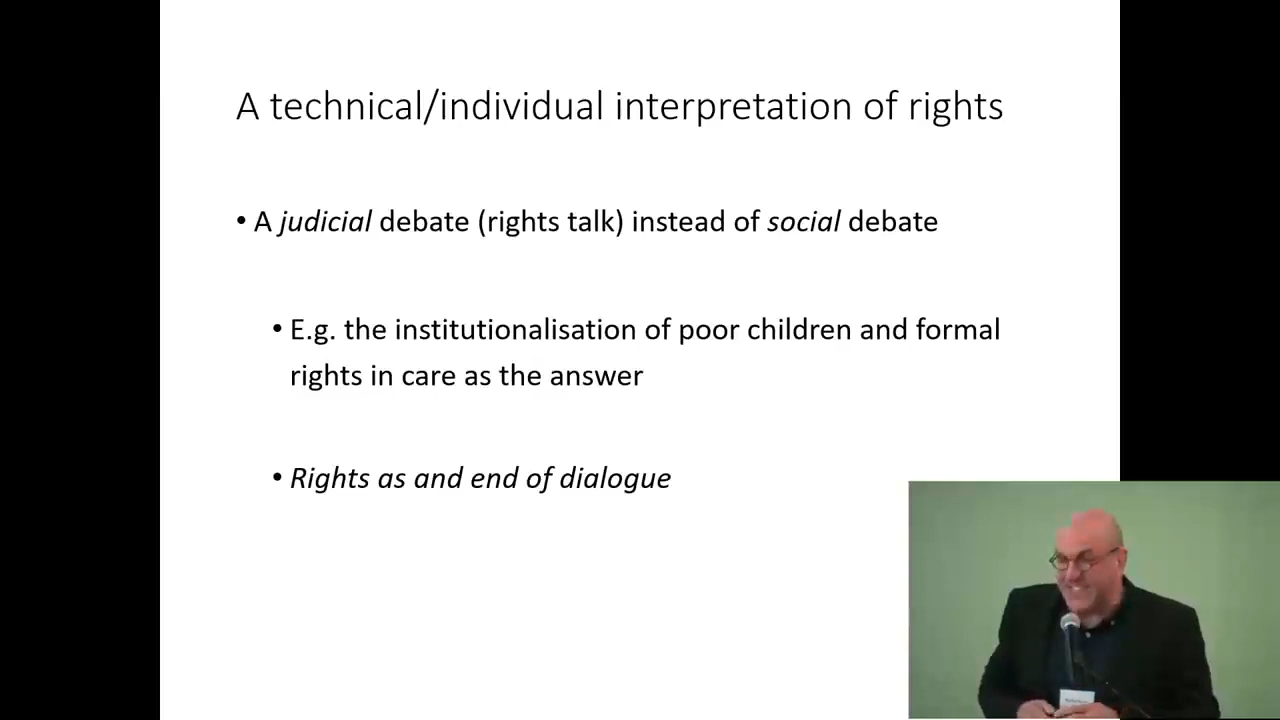 A technical/individual interpretation of rights
• A judicial debate (rights talk) instead of social debate
• E.g. the institutionalisation of poor children and formal
rights in care as the answer
• Rights as and end of dialogue